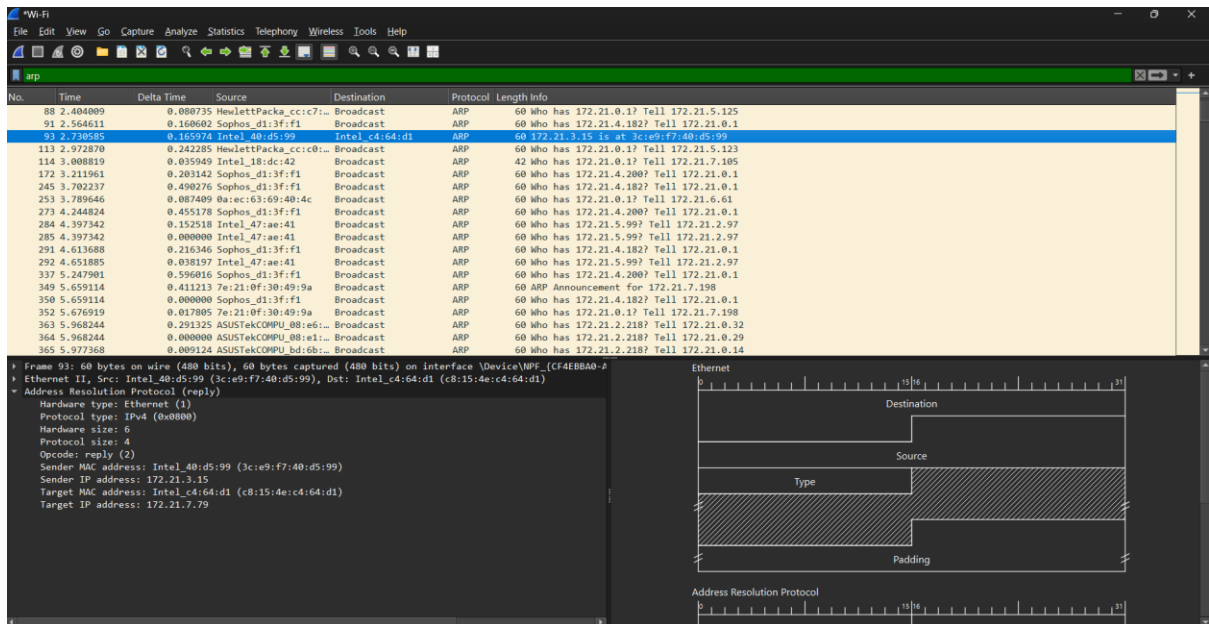 *Wi-Fi
File Edit View Go Capture Analyze Statistics Telephony Wireless Tools Help
arp
No. Time Delta Time Source Destination Protocol Length Info
88 2.404009 0.080735 HewlettPacka_cc:c7:… Broadcast ARP 60 Who has 172.21.0.1? Tell 172.21.5.125
91 2.564611 0.160602 Sophos_d1:3f:f1 Broadcast ARP 60 Who has 172.21.4.182? Tell 172.21.0.1
93 2.730585 0.165974 Intel_40:d5:99 Intel_c4:64:d1 ARP 60 172.21.3.15 is at 3c:e9:f7:40:d5:99
113 2.972870 0.242285 HewlettPacka_cc:c0:… Broadcast ARP 60 Who has 172.21.0.1? Tell 172.21.5.123
114 3.008819 0.035949 Intel_18:dc:42 Broadcast ARP 42 Who has 172.21.0.1? Tell 172.21.7.105
172 3.211961 0.203142 Sophos_d1:3f:f1 Broadcast ARP 60 Who has 172.21.4.200? Tell 172.21.0.1
245 3.702237 0.490276 Sophos_d1:3f:f1 Broadcast ARP 60 Who has 172.21.4.182? Tell 172.21.0.1
253 3.789646 0.087409 0a:ec:63:69:40:4c Broadcast ARP 60 Who has 172.21.0.1? Tell 172.21.6.61
273 4.244824 0.455178 Sophos_d1:3f:f1 Broadcast ARP 60 Who has 172.21.4.200? Tell 172.21.0.1
284 4.397342 0.152518 Intel_47:ae:41 Broadcast ARP 60 Who has 172.21.5.99? Tell 172.21.2.97
285 4.397342 0.000000 Intel_47:ae:41 Broadcast ARP 60 Who has 172.21.5.99? Tell 172.21.2.97
291 4.613688 0.216346 Sophos_d1:3f:f1 Broadcast ARP 60 Who has 172.21.4.182? Tell 172.21.0.1
292 4.651885 0.038197 Intel_47:ae:41 Broadcast ARP 60 Who has 172.21.5.99? Tell 172.21.2.97
337 5.247901 0.596016 Sophos_d1:3f:f1 Broadcast ARP 60 Who has 172.21.4.200? Tell 172.21.0.1
349 5.659114 0.411213 7e:21:0f:30:49:9a Broadcast ARP 60 ARP Announcement for 172.21.7.198
350 5.659114 0.000000 Sophos_d1:3f:f1 Broadcast ARP 60 Who has 172.21.4.182? Tell 172.21.0.1
352 5.676919 0.017805 7e:21:0f:30:49:9a Broadcast ARP 60 Who has 172.21.0.1? Tell 172.21.7.198
363 5.968244 0.291325 ASUSTekCOMPU_08:e6:… Broadcast ARP 60 Who has 172.21.2.218? Tell 172.21.0.32
364 5.968244 0.000000 ASUSTekCOMPU_08:e1:… Broadcast ARP 60 Who has 172.21.2.218? Tell 172.21.0.29
365 5.977368 0.009124 ASUSTekCOMPU_bd:6b:… Broadcast ARP 60 Who has 172.21.2.218? Tell 172.21.0.14
Frame 93: 60 bytes on wire (480 bits), 60 bytes captured (480 bits) on interface \Device\NPF_{CF4EBBA0-A
Ethernet II, Src: Intel_40:d5:99 (3c:e9:f7:40:d5:99), Dst: Intel_c4:64:d1 (c8:15:4e:c4:64:d1)
Address Resolution Protocol (reply)
Hardware type: Ethernet (1)
Protocol type: IPv4 (0x0800)
Hardware size: 6
Protocol size: 4
Opcode: reply (2)
Sender MAC address: Intel_40:d5:99 (3c:e9:f7:40:d5:99)
Sender IP address: 172.21.3.15
Target MAC address: Intel_c4:64:d1 (c8:15:4e:c4:64:d1)
Target IP address: 172.21.7.79
Ethernet
0 15 16 31
Destination
Source
Type
Padding
Address Resolution Protocol
0 15 16 31